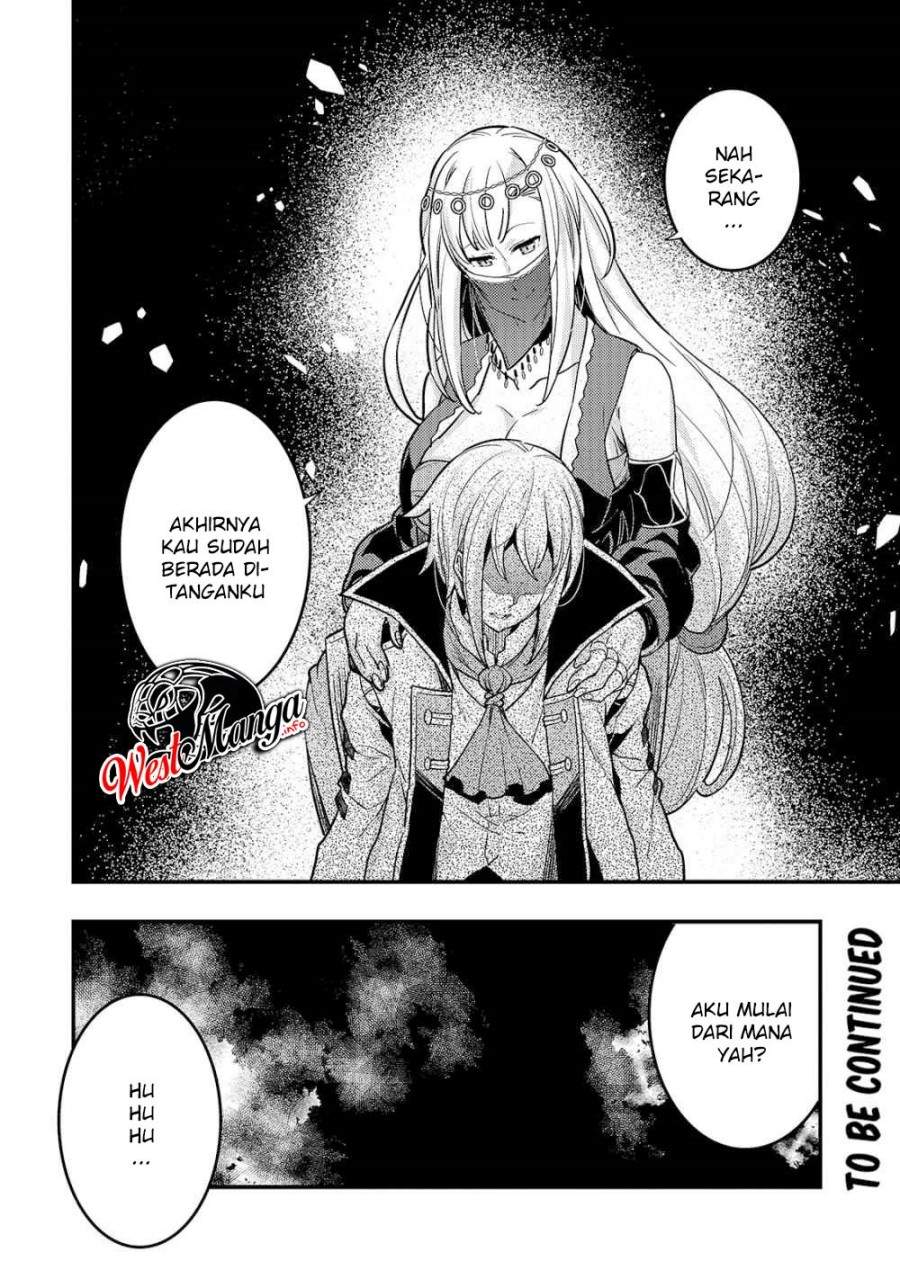 NAH
SEKA-
RANG
...
AKHIRNYA
KAU SUDAH
BERADA DI-
TANGANKU
WestManga
.info
AKU MULAI
DARI MANA
YAH?
HU
HU
HU
...
TO BE CONTINUED